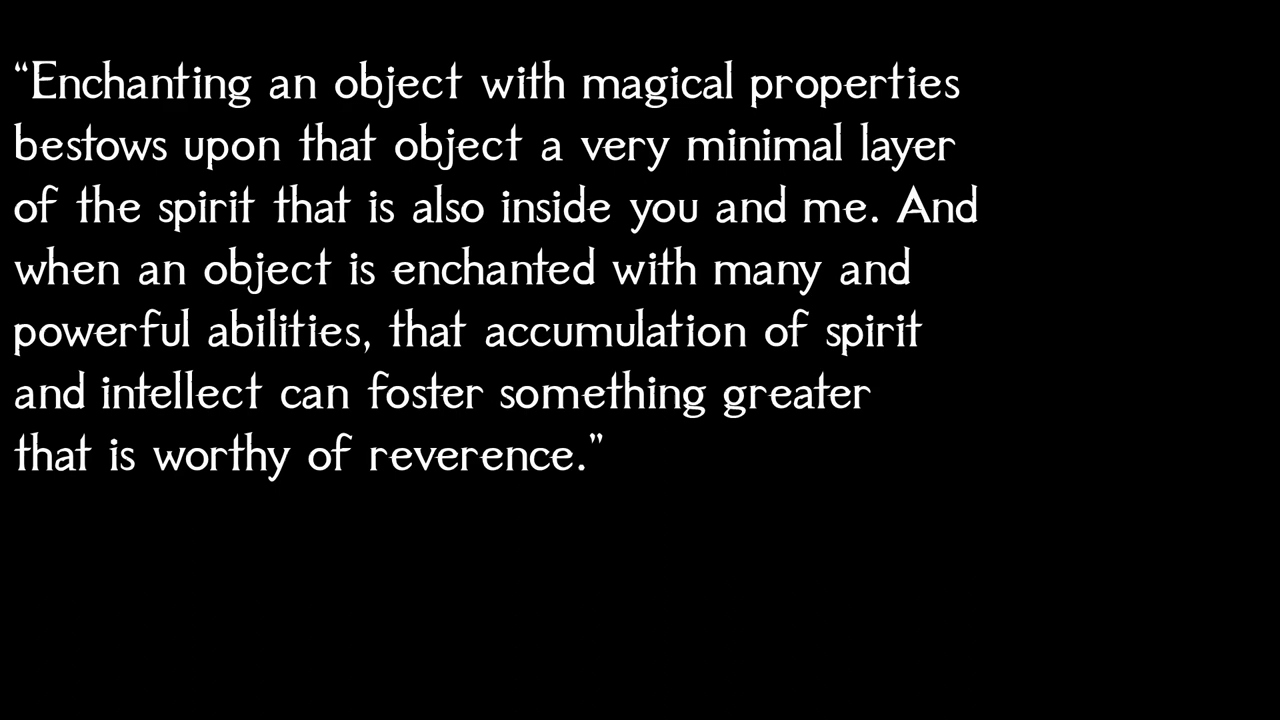 “Enchanting an object with magical properties
bestows upon that object a very minimal layer
of the spirit that is also inside you and me. And
when an object is enchanted with many and
powerful abilities, that accumulation of spirit
and intellect can foster something greater
that is worthy of reverence.”